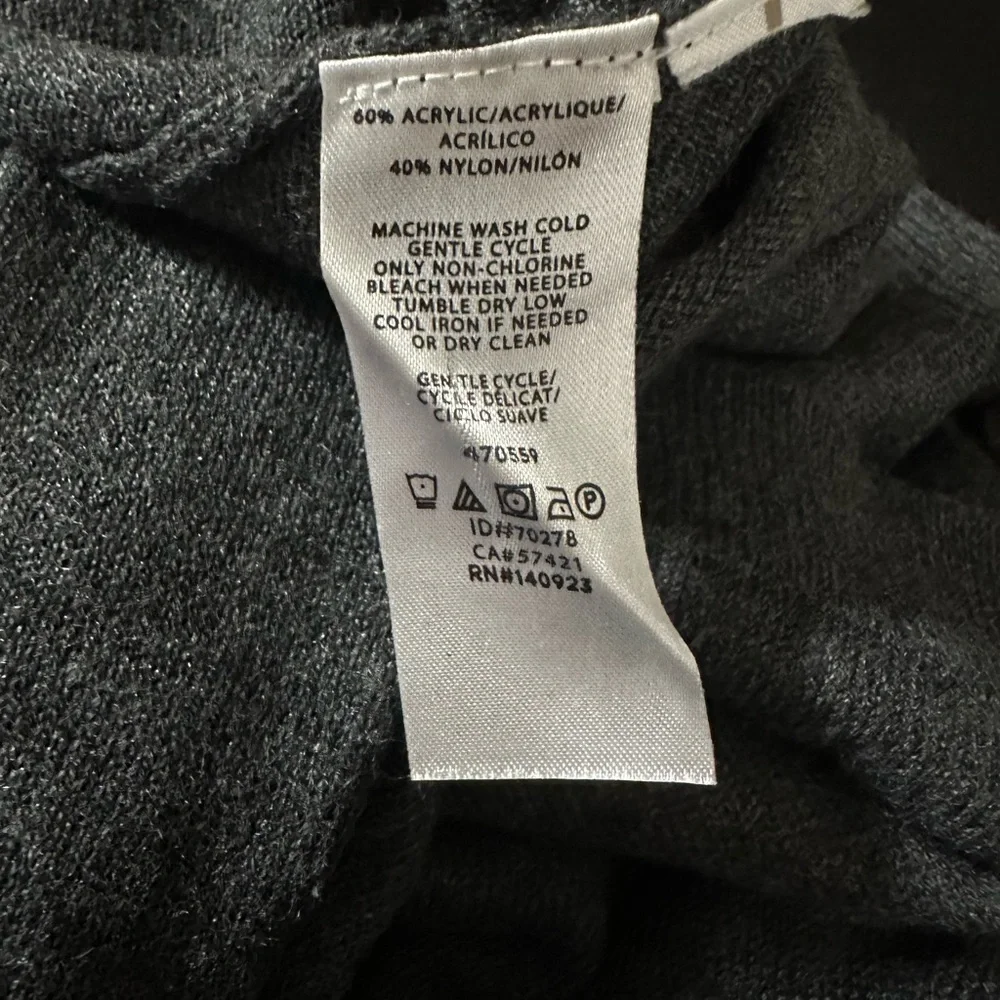 60% ACRYLIC/ACRYLIQUE/
ACRÍLICO
40% NYLON/NILÓN
MACHINE WASH COLD
GENTLE CYCLE
ONLY NON-CHLORINE
BLEACH WHEN NEEDED
TUMBLE DRY LOW
COOL IRON IF NEEDED
OR DRY CLEAN
GENTLE CYCLE/
CYCLE DÉLICAT/
CICLO SUAVE
470559
P
ID#70278
CA#57421
RN#140923